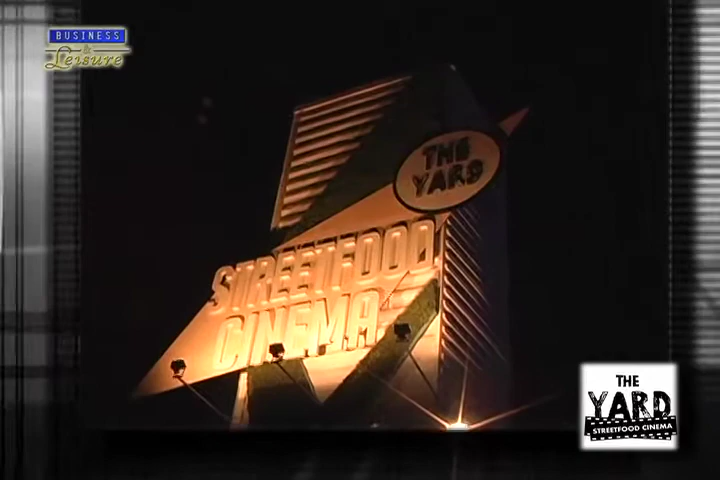 BUSINESS
&
Leisure
THE
YARD
STREETFOOD
CINEMA
THE
YARD
STREETFOOD CINEMA